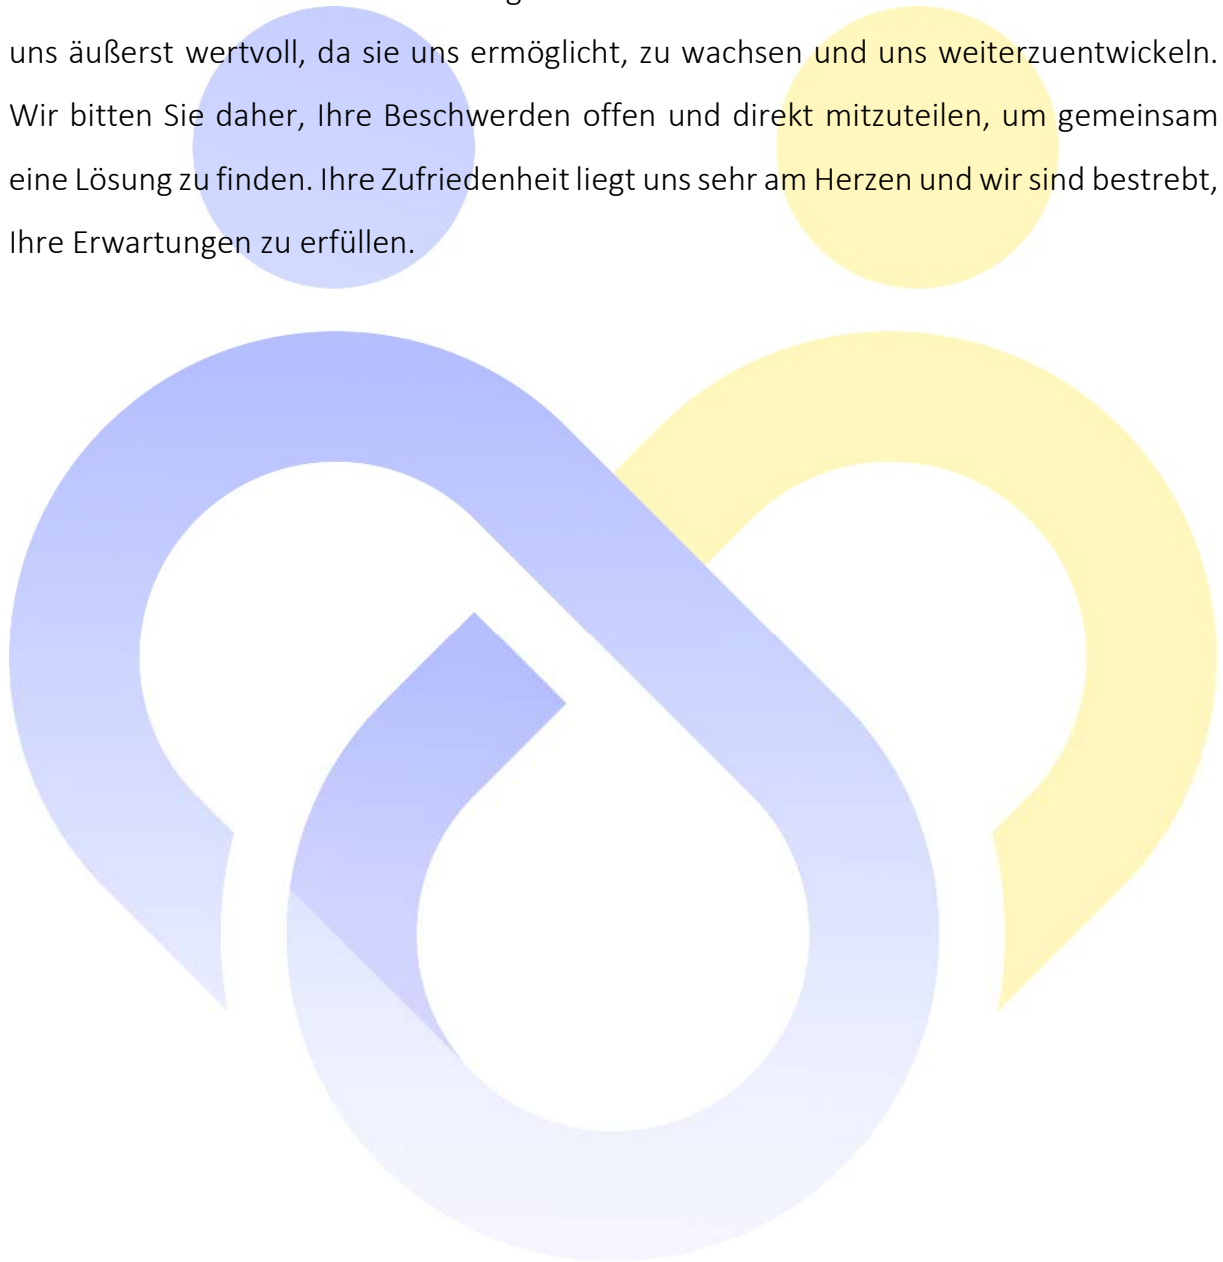 uns äußerst wertvoll, da sie uns ermöglicht, zu wachsen und uns weiterzuentwickeln.
Wir bitten Sie daher, Ihre Beschwerden offen und direkt mitzuteilen, um gemeinsam
eine Lösung zu finden. Ihre Zufriedenheit liegt uns sehr am Herzen und wir sind bestrebt,
Ihre Erwartungen zu erfüllen.